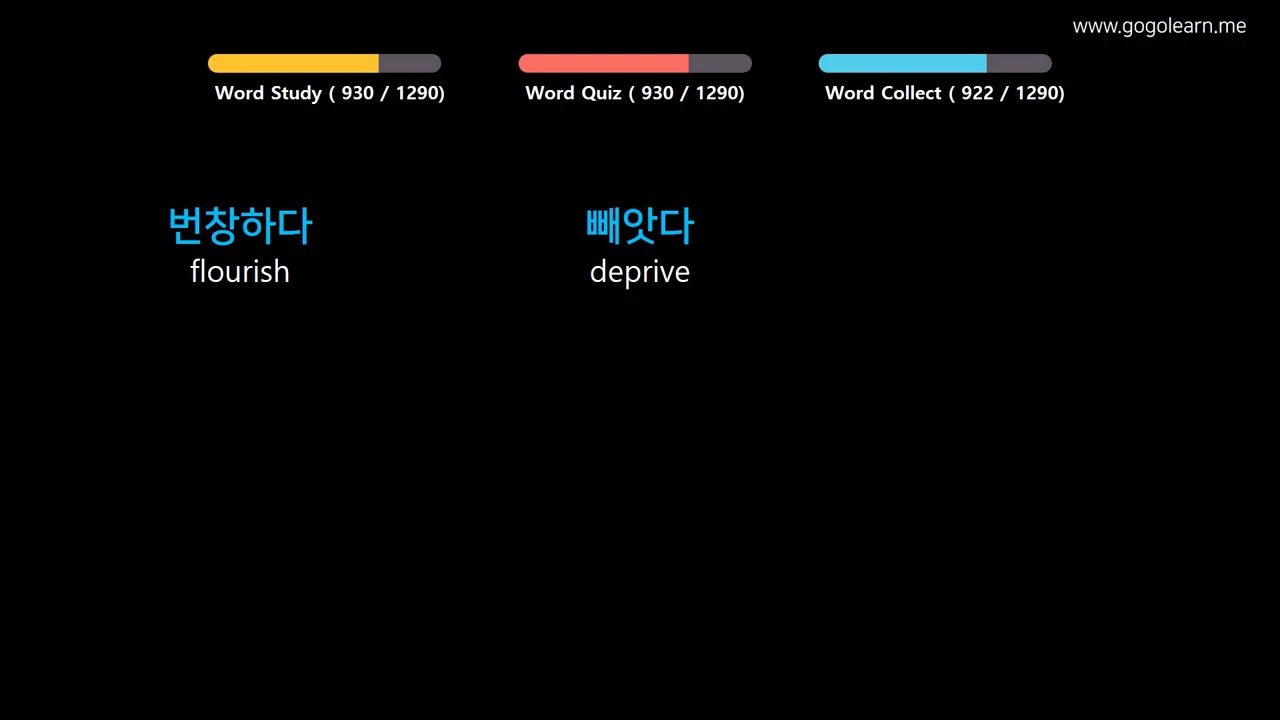 www.gogolearn.me
Word Study ( 930 / 1290)
Word Quiz ( 930 / 1290)
Word Collect ( 922 / 1290)
번창하다
flourish
빼앗다
deprive